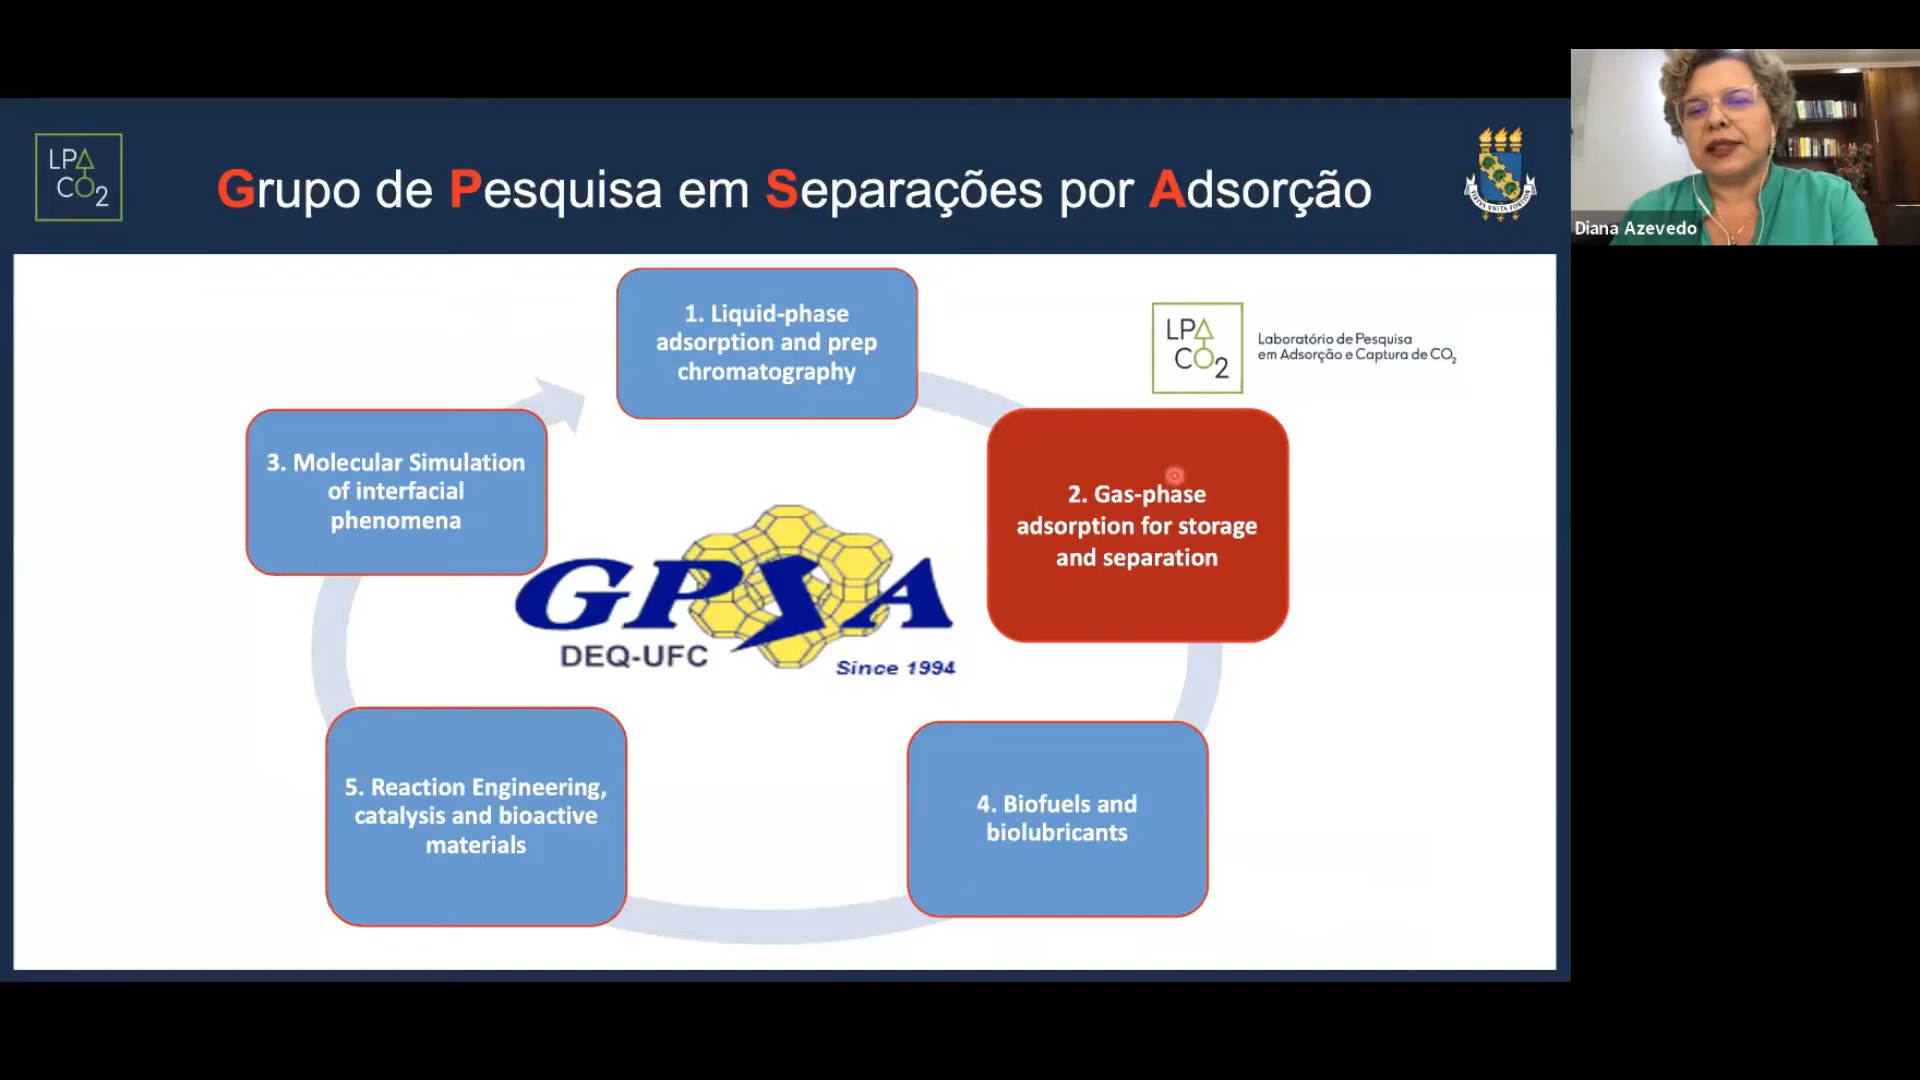 LPA
CO2
Grupo de Pesquisa em Separações por Adsorção
VIRTUS UNITA FORTIOR
Diana Azevedo
1. Liquid-phase
adsorption and prep
chromatography
LPA
CO2
Laboratório de Pesquisa
em Adsorção e Captura de CO2
2. Gas-phase
adsorption for storage
and separation
3. Molecular Simulation
of interfacial
phenomena
GPSA
DEQ-UFC
Since 1994
5. Reaction Engineering,
catalysis and bioactive
materials
4. Biofuels and
biolubricants